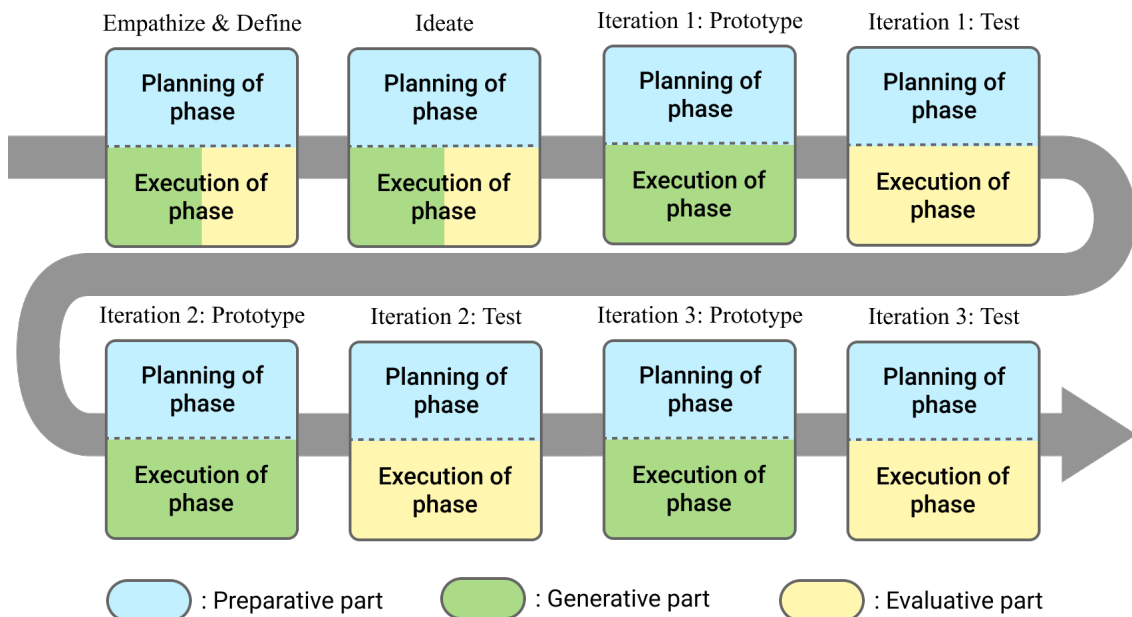 Empathize & Define
Ideate
Iteration 1: Prototype
Iteration 1: Test
Planning of
phase
Execution of
phase
Planning of
phase
Execution of
phase
Planning of
phase
Execution of
phase
Planning of
phase
Execution of
phase
Iteration 2: Prototype
Iteration 2: Test
Iteration 3: Prototype
Iteration 3: Test
Planning of
phase
Execution of
phase
Planning of
phase
Execution of
phase
Planning of
phase
Execution of
phase
Planning of
phase
Execution of
phase
: Preparative part
: Generative part
: Evaluative part